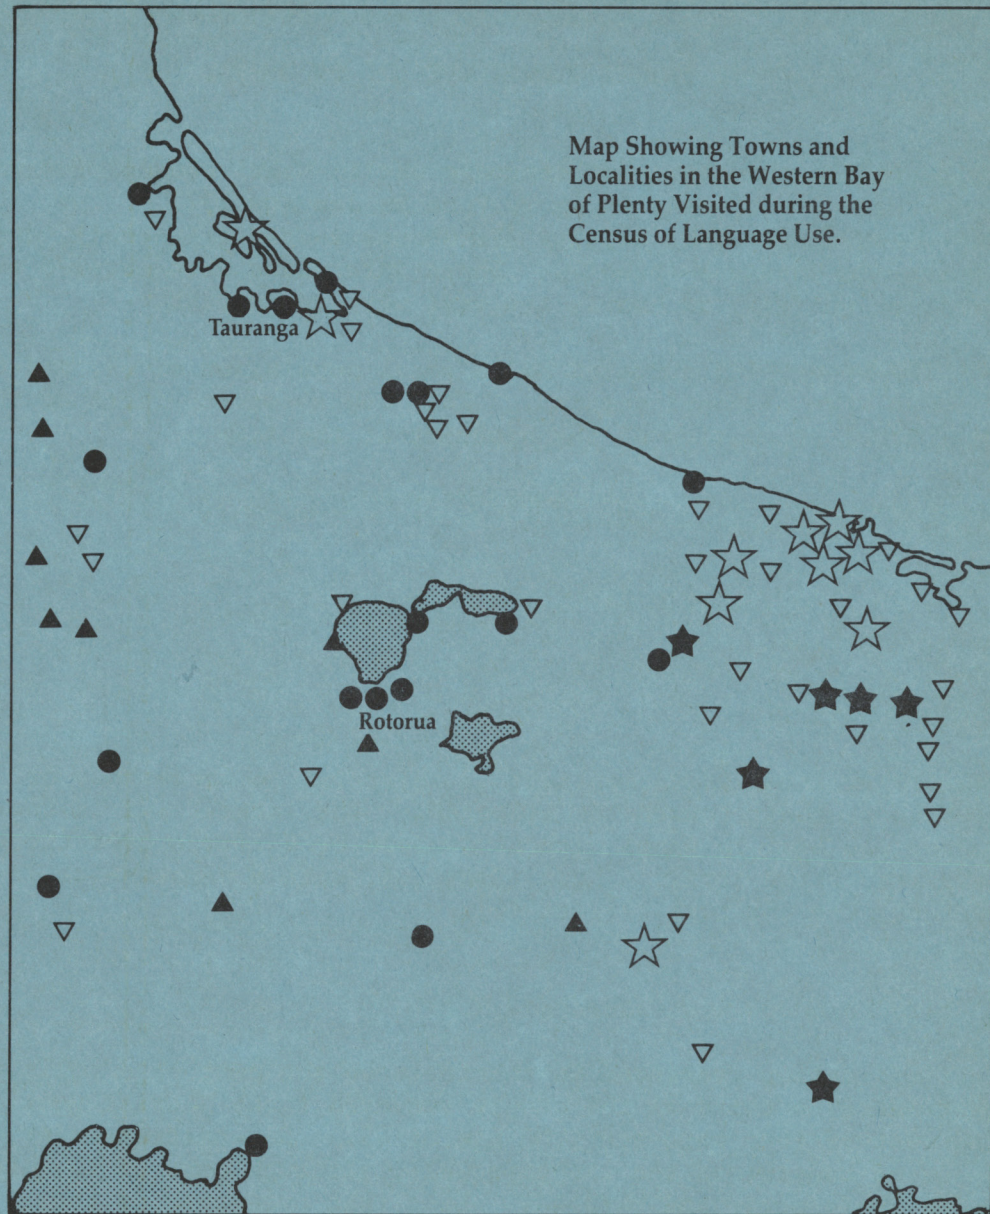 Map Showing Towns and
Localities in the Western Bay
of Plenty Visited during the
Census of Language Use.
Tauranga
Rotorua